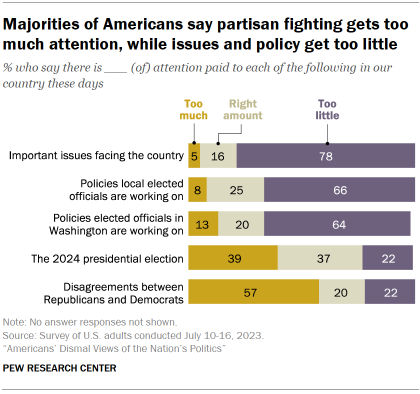 Majorities of Americans say partisan fighting gets too
much attention, while issues and policy get too little
% who say there is ___ (of) attention paid to each of the following in our
country these days
Too much
Right amount
Too little
Important issues facing the country 5 16 78
Policies local elected
officials are working on 8 25 66
Policies elected officials in
Washington are working on 13 20 64
The 2024 presidential election 39 37 22
Disagreements between
Republicans and Democrats 57 20 22
Note: No answer responses not shown.
Source: Survey of U.S. adults conducted July 10-16, 2023.
"Americans' Dismal Views of the Nation's Politics"
PEW RESEARCH CENTER